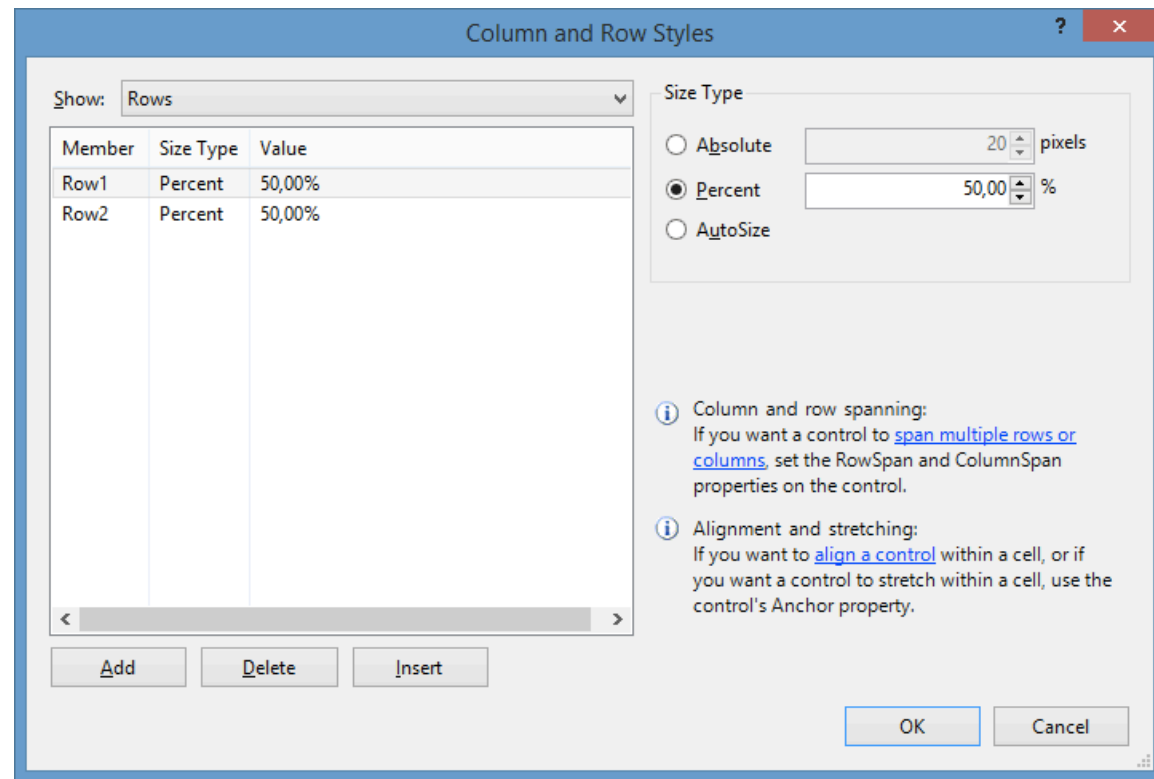 Column and Row Styles
?
Show: Rows
Member Size Type Value
Row1 Percent 50,00%
Row2 Percent 50,00%
Add Delete Insert
Size Type
Absolute 20 pixels
Percent 50,00 %
AutoSize
Column and row spanning:
If you want a control to span multiple rows or
columns, set the RowSpan and ColumnSpan
properties on the control.
Alignment and stretching:
If you want to align a control within a cell, or if
you want a control to stretch within a cell, use the
control's Anchor property.
OK Cancel